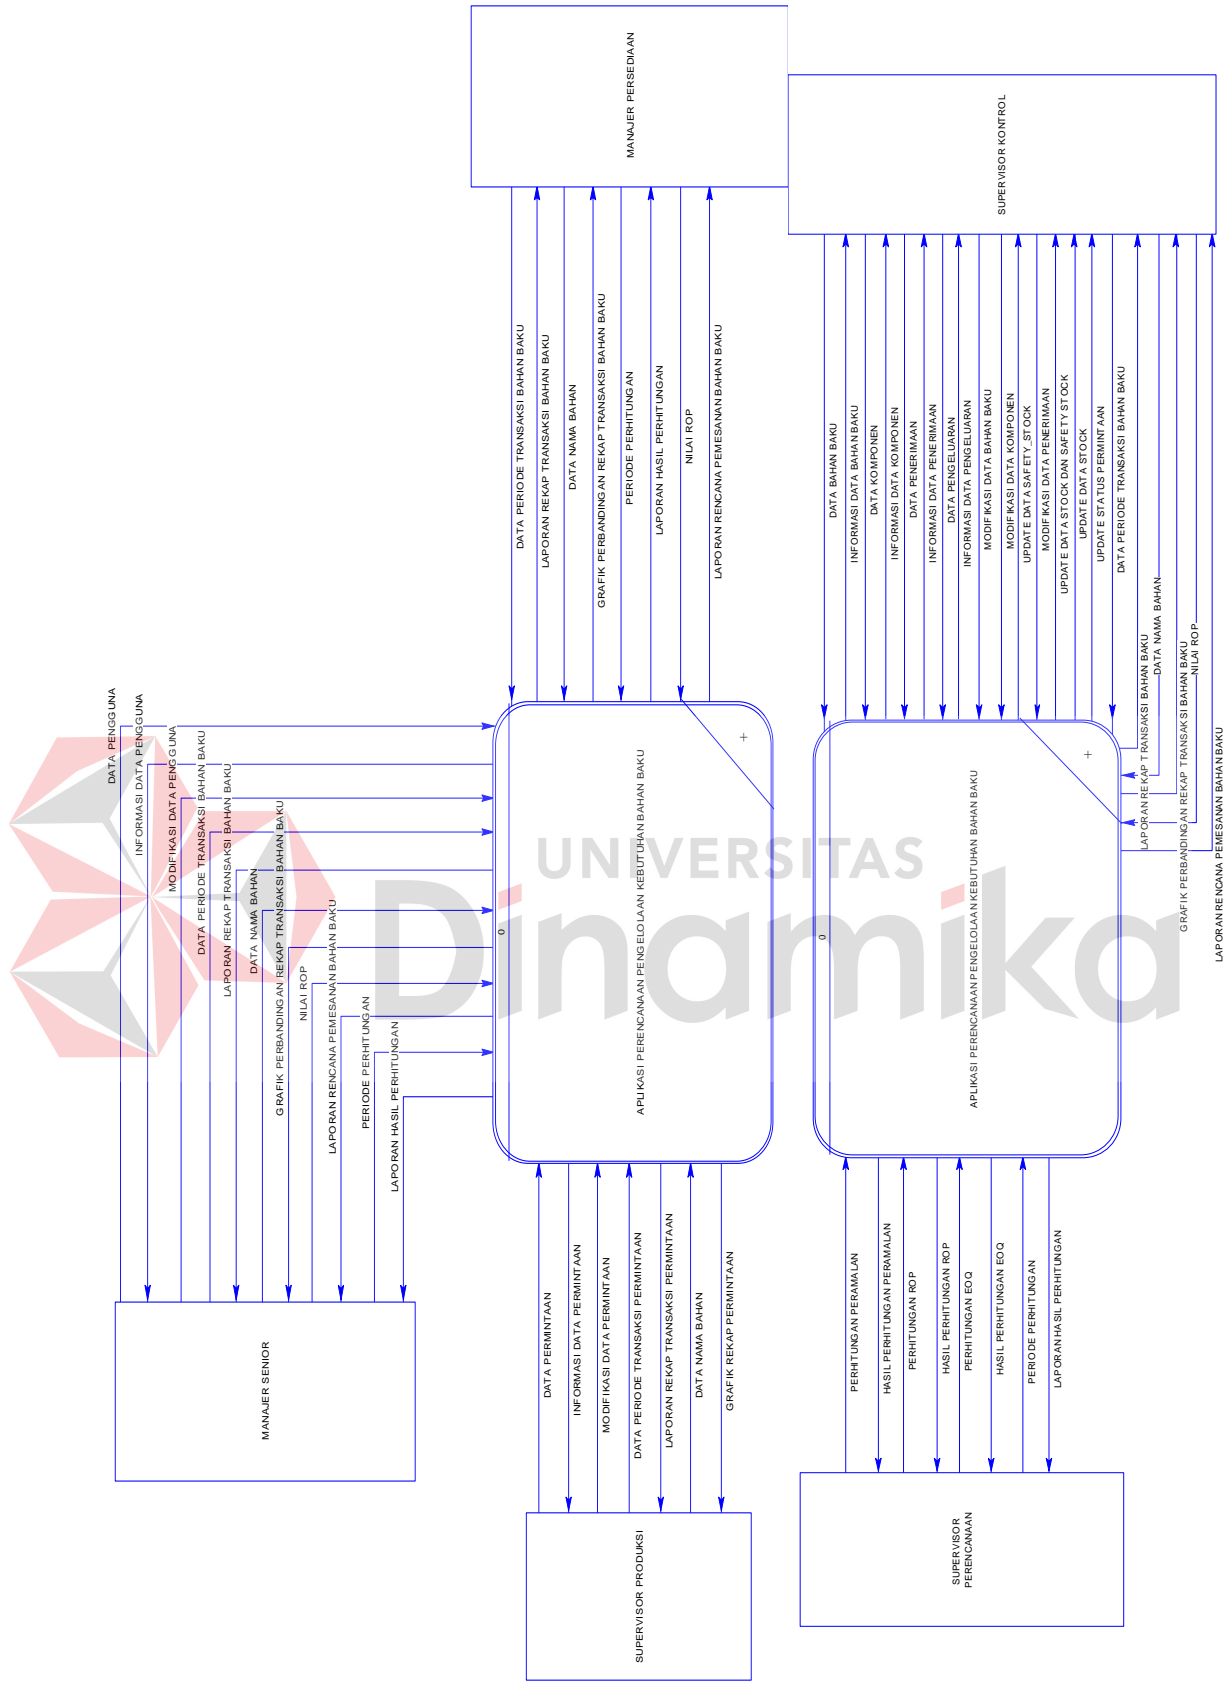 MANAJER PERSEDIAAN
SUPERVISOR KONTROL
DATA PERIODE TRANSAKSI BAHAN BAKU
LAPORAN REKAP TRANSAKSI BAHAN BAKU
DATA NAMA BAHAN
GRAFIK PERBANDINGAN REKAP TRANSAKSI BAHAN BAKU
PERIODE PERHITUNGAN
LAPORAN HASIL PERHITUNGAN
NILAI ROP
LAPORAN RENCANA PEMESANAN BAHAN BAKU
DATA BAHAN BAKU
INFORMASI DATA BAHAN BAKU
DATA KOMPONEN
INFORMASI DATA KOMPONEN
DATA PENERIMAAN
INFORMASI DATA PENERIMAAN
DATA PENGELUARAN
INFORMASI DATA PENGELUARAN
MODIFIKASI DATA BAHAN BAKU
MODIFIKASI DATA KOMPONEN
UPDATE DATA SAFETY_STOCK
MODIFIKASI DATA PENERIMAAN
UPDATE DATA STOCK DAN SAFETY STOCK
UPDATE DATA STOCK
UPDATE STATUS PERMINTAAN
DATA PERIODE TRANSAKSI BAHAN BAKU
LAPORAN REKAP TRANSAKSI BAHAN BAKU
DATA NAMA BAHAN
GRAFIK PERBANDINGAN REKAP TRANSAKSI BAHAN BAKU
NILAI ROP
LAPORAN RENCANA PEMESANAN BAHAN BAKU
DATA PENGGUNA
INFORMASI DATA PENGGUNA
MODIFIKASI DATA PENGGUNA
DATA PERIODE TRANSAKSI BAHAN BAKU
LAPORAN REKAP TRANSAKSI BAHAN BAKU
DATA NAMA BAHAN
GRAFIK PERBANDINGAN REKAP TRANSAKSI BAHAN BAKU
NILAI ROP
LAPORAN RENCANA PEMESANAN BAHAN BAKU
PERIODE PERHITUNGAN
LAPORAN HASIL PERHITUNGAN
0
APLIKASI PERENCANAAN PENGELOLAAN KEBUTUHAN BAHAN BAKU
+
0
APLIKASI PERENCANAAN PENGELOLAAN KEBUTUHAN BAHAN BAKU
+
UNIVERSITAS
Dinamika
MANAJER SENIOR
DATA PERMINTAAN
INFORMASI DATA PERMINTAAN
MODIFIKASI DATA PERMINTAAN
DATA PERIODE TRANSAKSI PERMINTAAN
LAPORAN REKAP TRANSAKSI PERMINTAAN
DATA NAMA BAHAN
GRAFIK REKAP PERMINTAAN
PERHITUNGAN PERAMALAN
HASIL PERHITUNGAN PERAMALAN
PERHITUNGAN ROP
HASIL PERHITUNGAN ROP
PERHITUNGAN EOQ
HASIL PERHITUNGAN EOQ
PERIODE PERHITUNGAN
LAPORAN HASIL PERHITUNGAN
SUPERVISOR PRODUKSI
SUPERVISOR
PERENCANAAN